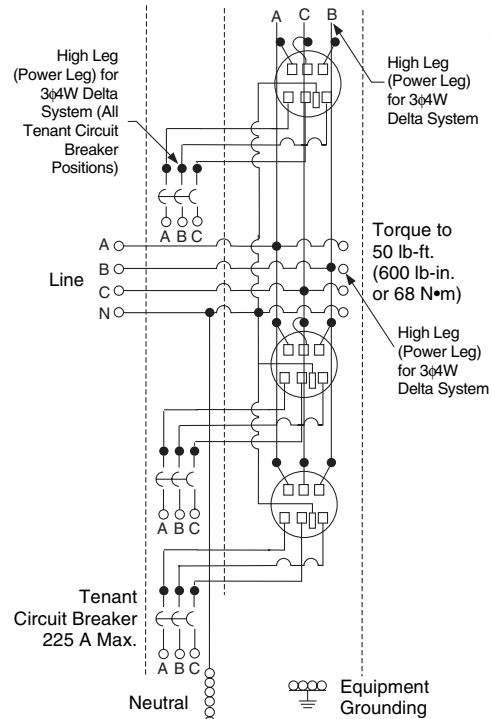 A C B
High Leg
(Power Leg) for
3ϕ4W Delta
System (All
Tenant Circuit
Breaker
Positions)
High Leg
(Power Leg)
for 3ϕ4W
Delta System
A B C
A
B
Line
C
N
Torque to
50 lb-ft.
(600 lb-in.
or 68 N•m)
High Leg
(Power Leg)
for 3ϕ4W
Delta System
A B C
Tenant
Circuit Breaker
225 A Max.
A B C
Neutral
Equipment
Grounding